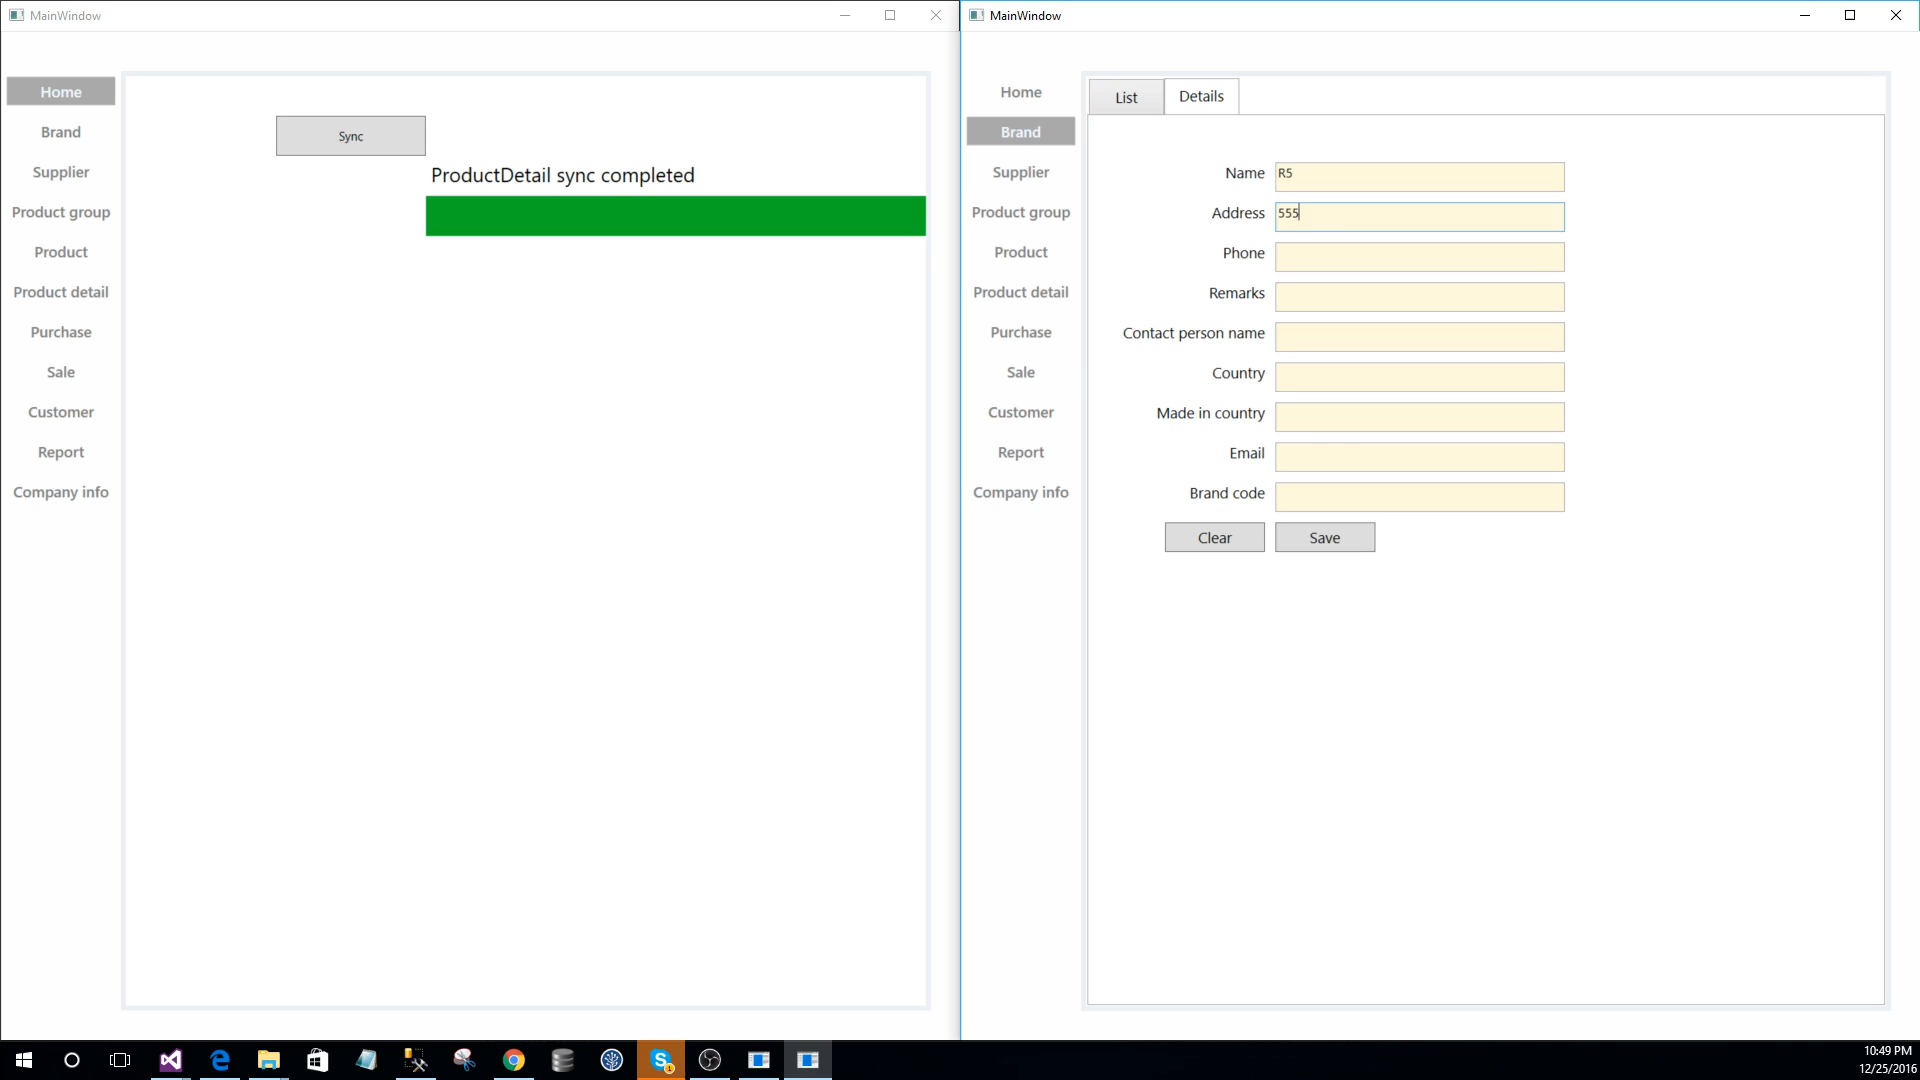 MainWindow
Home
Brand
Supplier
Product group
Product
Product detail
Purchase
Sale
Customer
Report
Company info
Sync
ProductDetail sync completed
MainWindow
Home
Brand
Supplier
Product group
Product
Product detail
Purchase
Sale
Customer
Report
Company info
List Details
Name R5
Address 555
Phone
Remarks
Contact person name
Country
Made in country
Email
Brand code
Clear Save
S 1
10:49 PM
12/25/2016